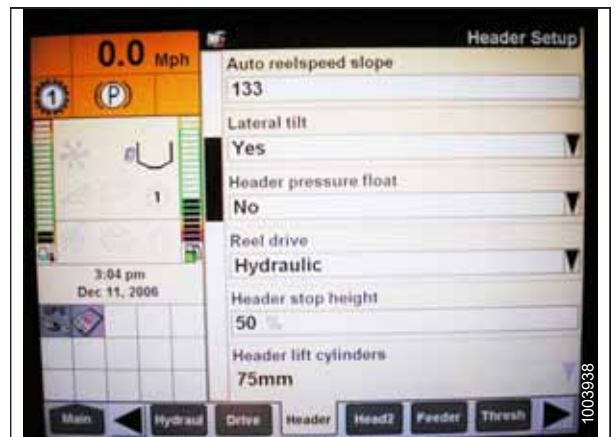 0.0 Mph
1
(P)
1
3:04 pm
Dec 11, 2006
GPS
Header Setup
Auto reelspeed slope
133
Lateral tilt
Yes
Header pressure float
No
Reel drive
Hydraulic
Header stop height
50 %
Header lift cylinders
75mm
Main
Hydraul
Drive
Header
Head2
Feeder
Thresh
1003938